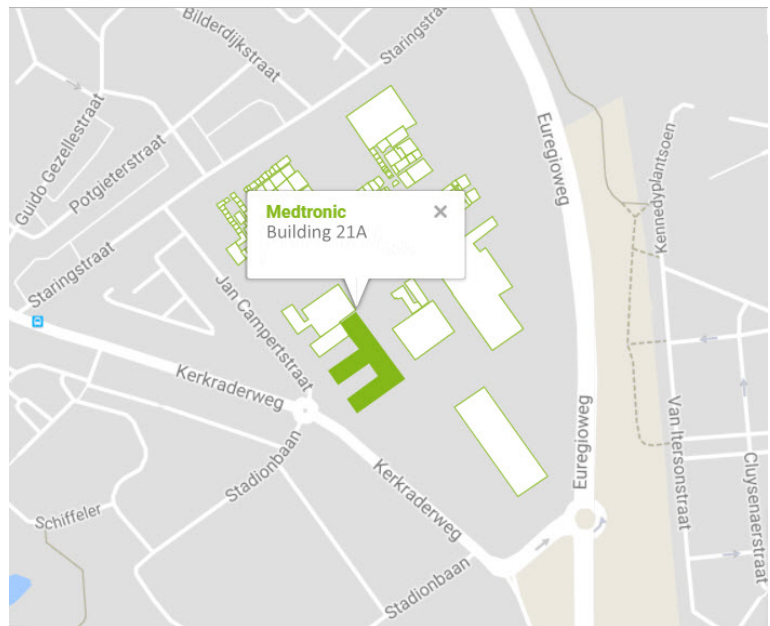 Bilderdijkstraat
Staringstraat
Guido Gezellestraat
Potgieterstraat
Euregioweg
Kennedyplantsoen
Medtronic
Building 21A
Staringstraat
Jan Campertstraat
Kerkraderweg
Stadionbaan
Kerkraderweg
Euregioweg
Van Itersonstraat
Cluysenaerstraat
Schiffeler
Stadionbaan